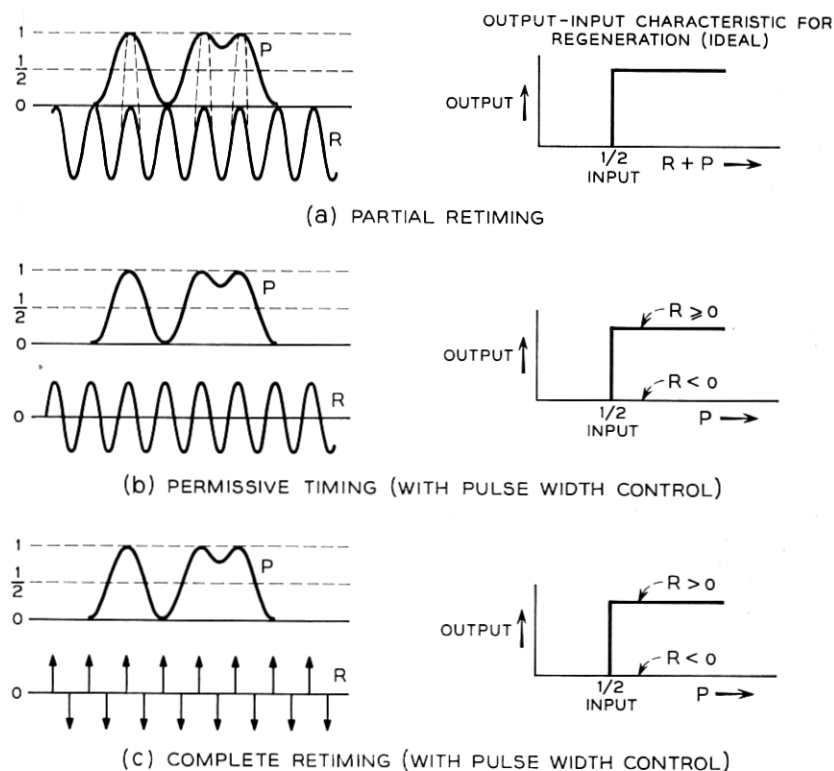 OUTPUT-INPUT CHARACTERISTIC FOR
REGENERATION (IDEAL)
1
1/2
0
P
R
OUTPUT
1/2
INPUT
R + P
(a) PARTIAL RETIMING
1
1/2
0
P
0
R
OUTPUT
R ⩾ 0
R < 0
1/2
INPUT
P
(b) PERMISSIVE TIMING (WITH PULSE WIDTH CONTROL)
1
1/2
0
P
0
R
OUTPUT
R > 0
R < 0
1/2
INPUT
P
(c) COMPLETE RETIMING (WITH PULSE WIDTH CONTROL)